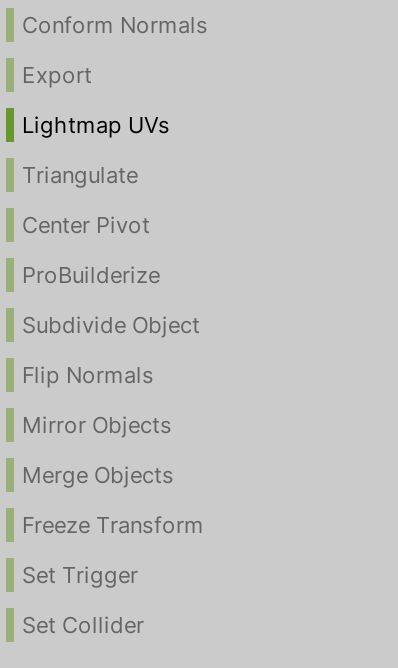 Conform Normals
Export
Lightmap UVs
Triangulate
Center Pivot
ProBuilderize
Subdivide Object
Flip Normals
Mirror Objects
Merge Objects
Freeze Transform
Set Trigger
Set Collider